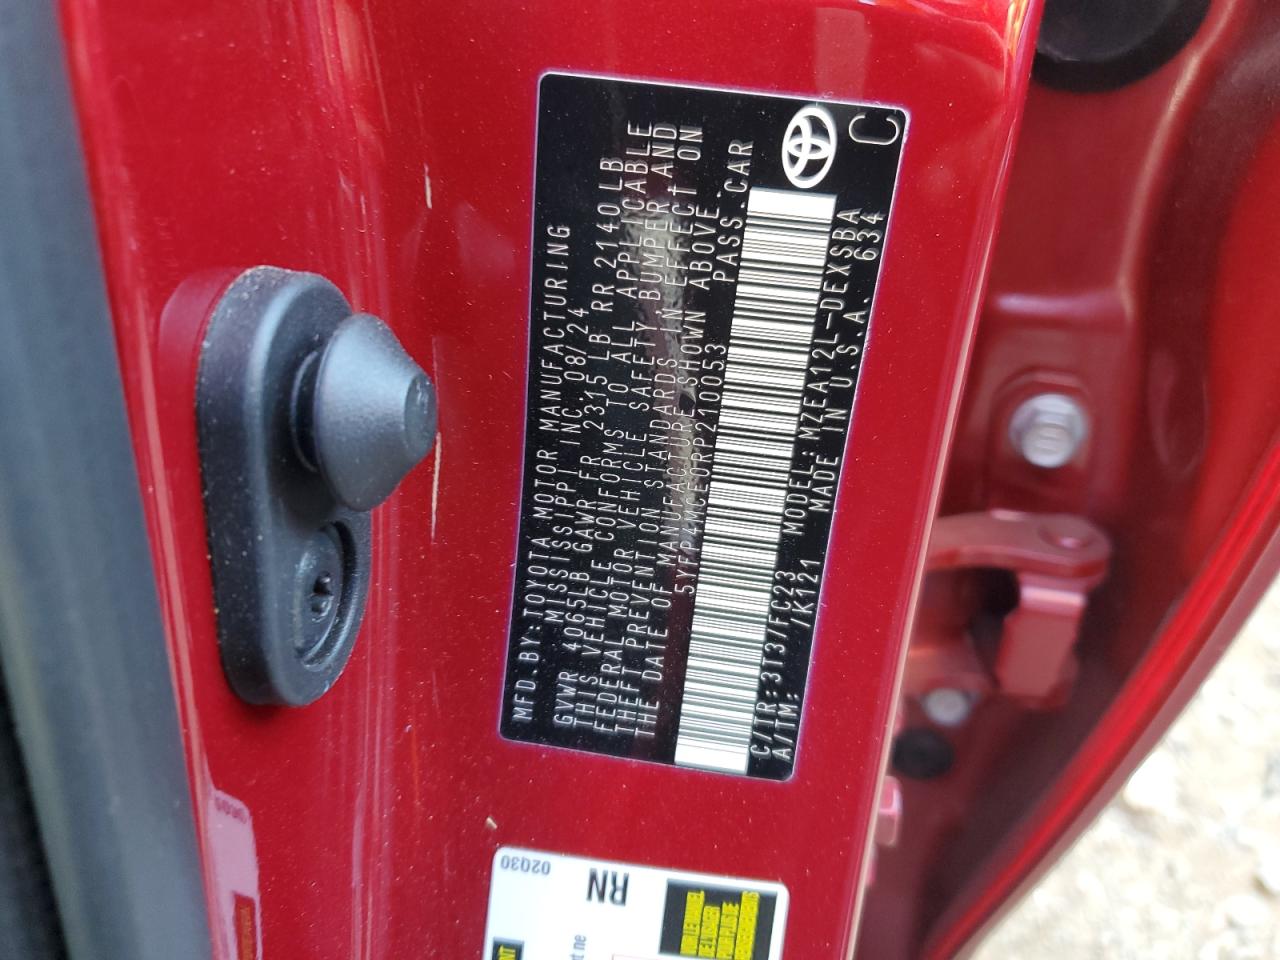 MFD.BY:TOYOTA MOTOR MANUFACTURING
MISSISSIPPI INC. 08/24
GVWR 4065LB GAWR FR 2315 LB RR 2140LB
THIS VEHICLE CONFORMS TO ALL APPLICABLE
FEDERAL MOTOR VEHICLE SAFETY, BUMPER AND
THEFT PREVENTION STANDARDS IN EFFECT ON
THE DATE OF MANUFACTURE SHOWN ABOVE.
5YFP4MCE0RP210053 PASS.CAR
C/TR:3T3/FC23 MODEL:MZEA12L-DEXSBA
A/TM: /K121 MADE IN U.S.A. 634
C
02Q30
RN